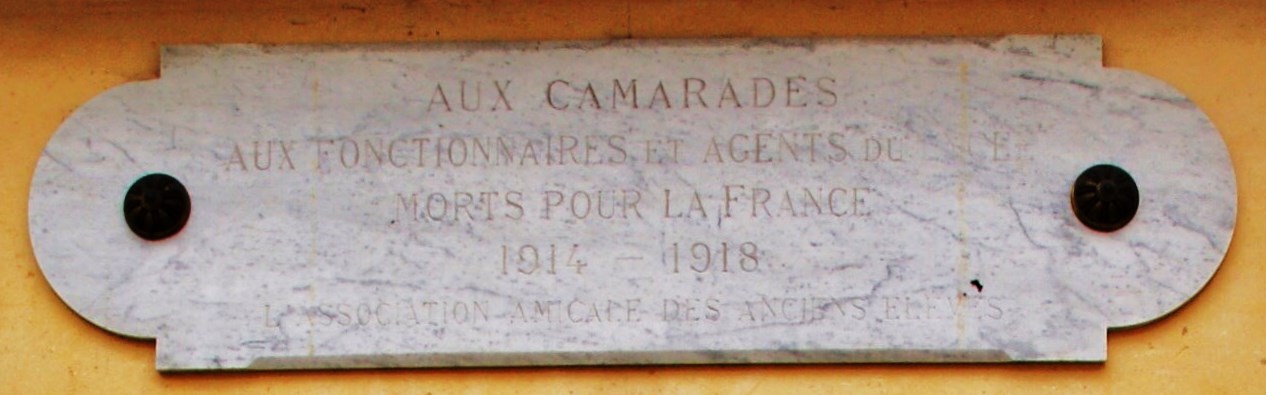 AUX CAMARADES
AUX FONCTIONNAIRES ET AGENTS DU
MORTS POUR LA FRANCE
1914 – 1918
L'ASSOCIATION AMICALE DES ANCIENS ELEVES